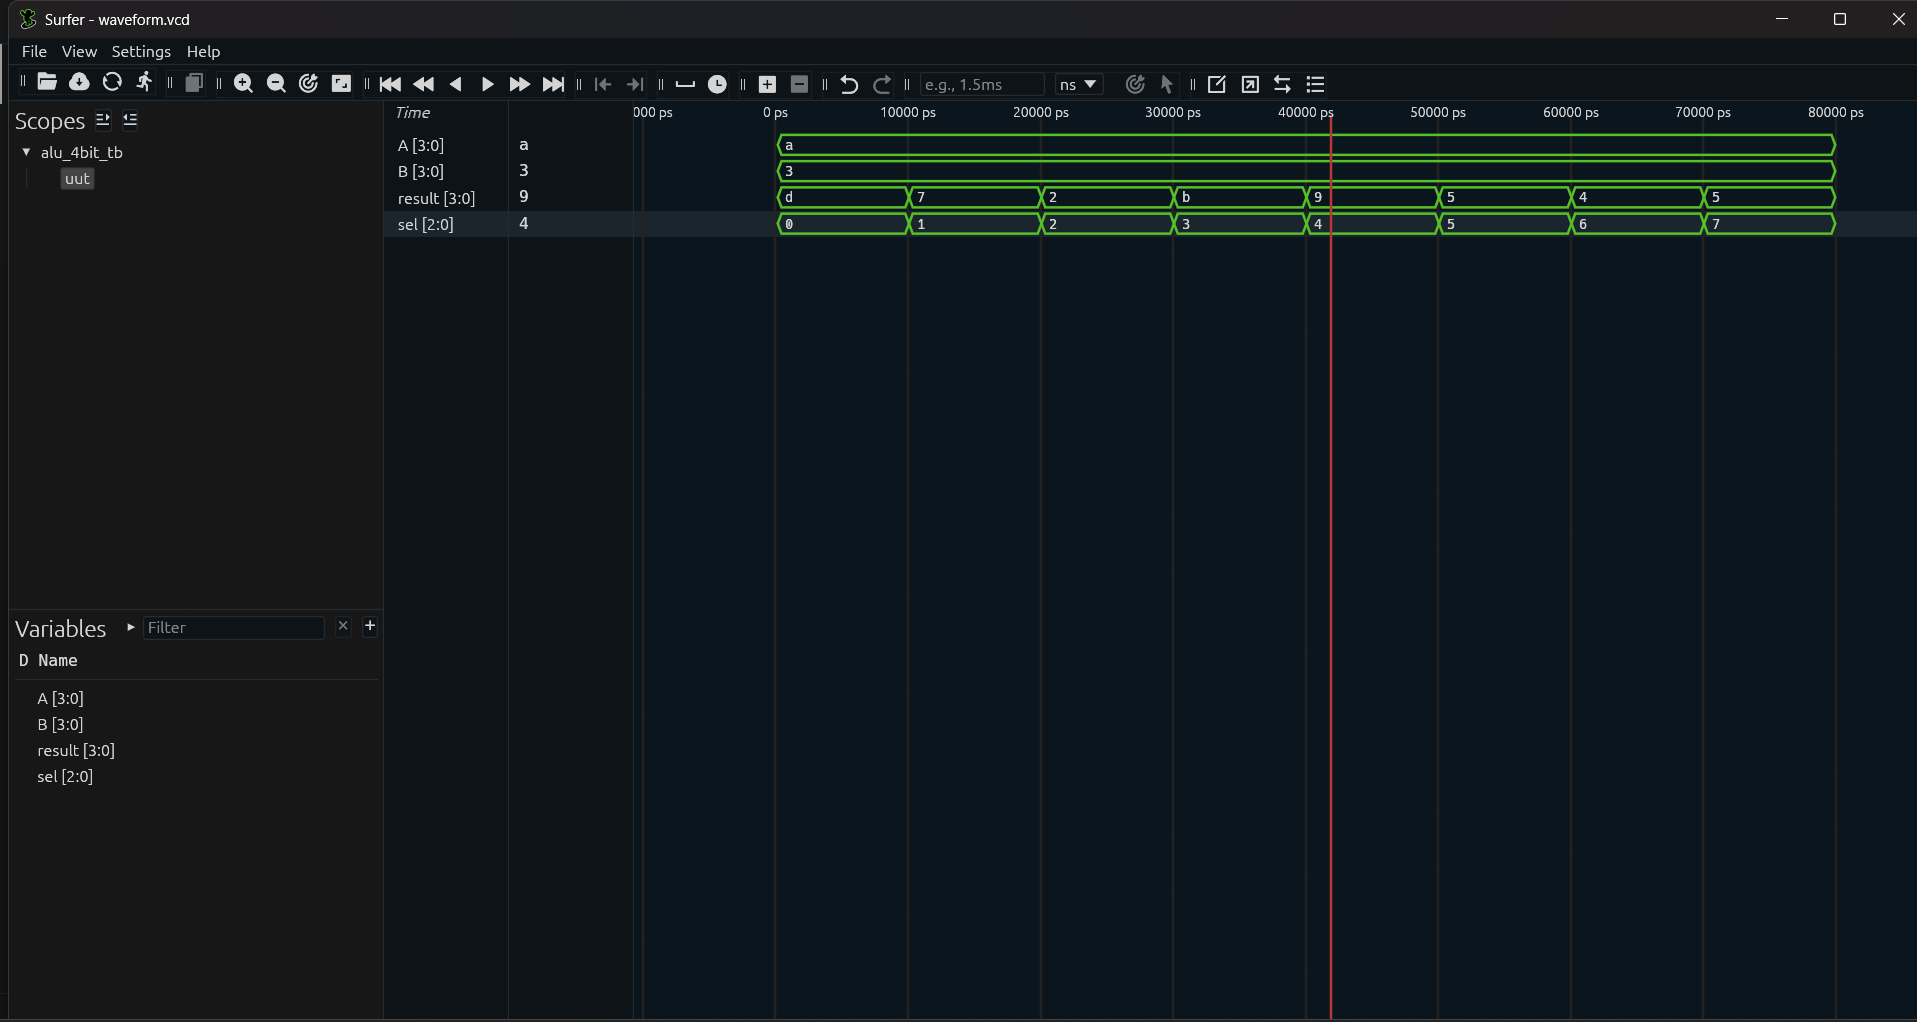 Surfer - waveform.vcd
File View Settings Help
e.g., 1.5ms ns
Scopes
alu_4bit_tb
uut
Time 000 ps 0 ps 10000 ps 20000 ps 30000 ps 40000 ps 50000 ps 60000 ps 70000 ps 80000 ps
A [3:0] a a
B [3:0] 3 3
result [3:0] 9 d 7 2 b 9 5 4 5
sel [2:0] 4 0 1 2 3 4 5 6 7
Variables Filter
D Name
A [3:0]
B [3:0]
result [3:0]
sel [2:0]